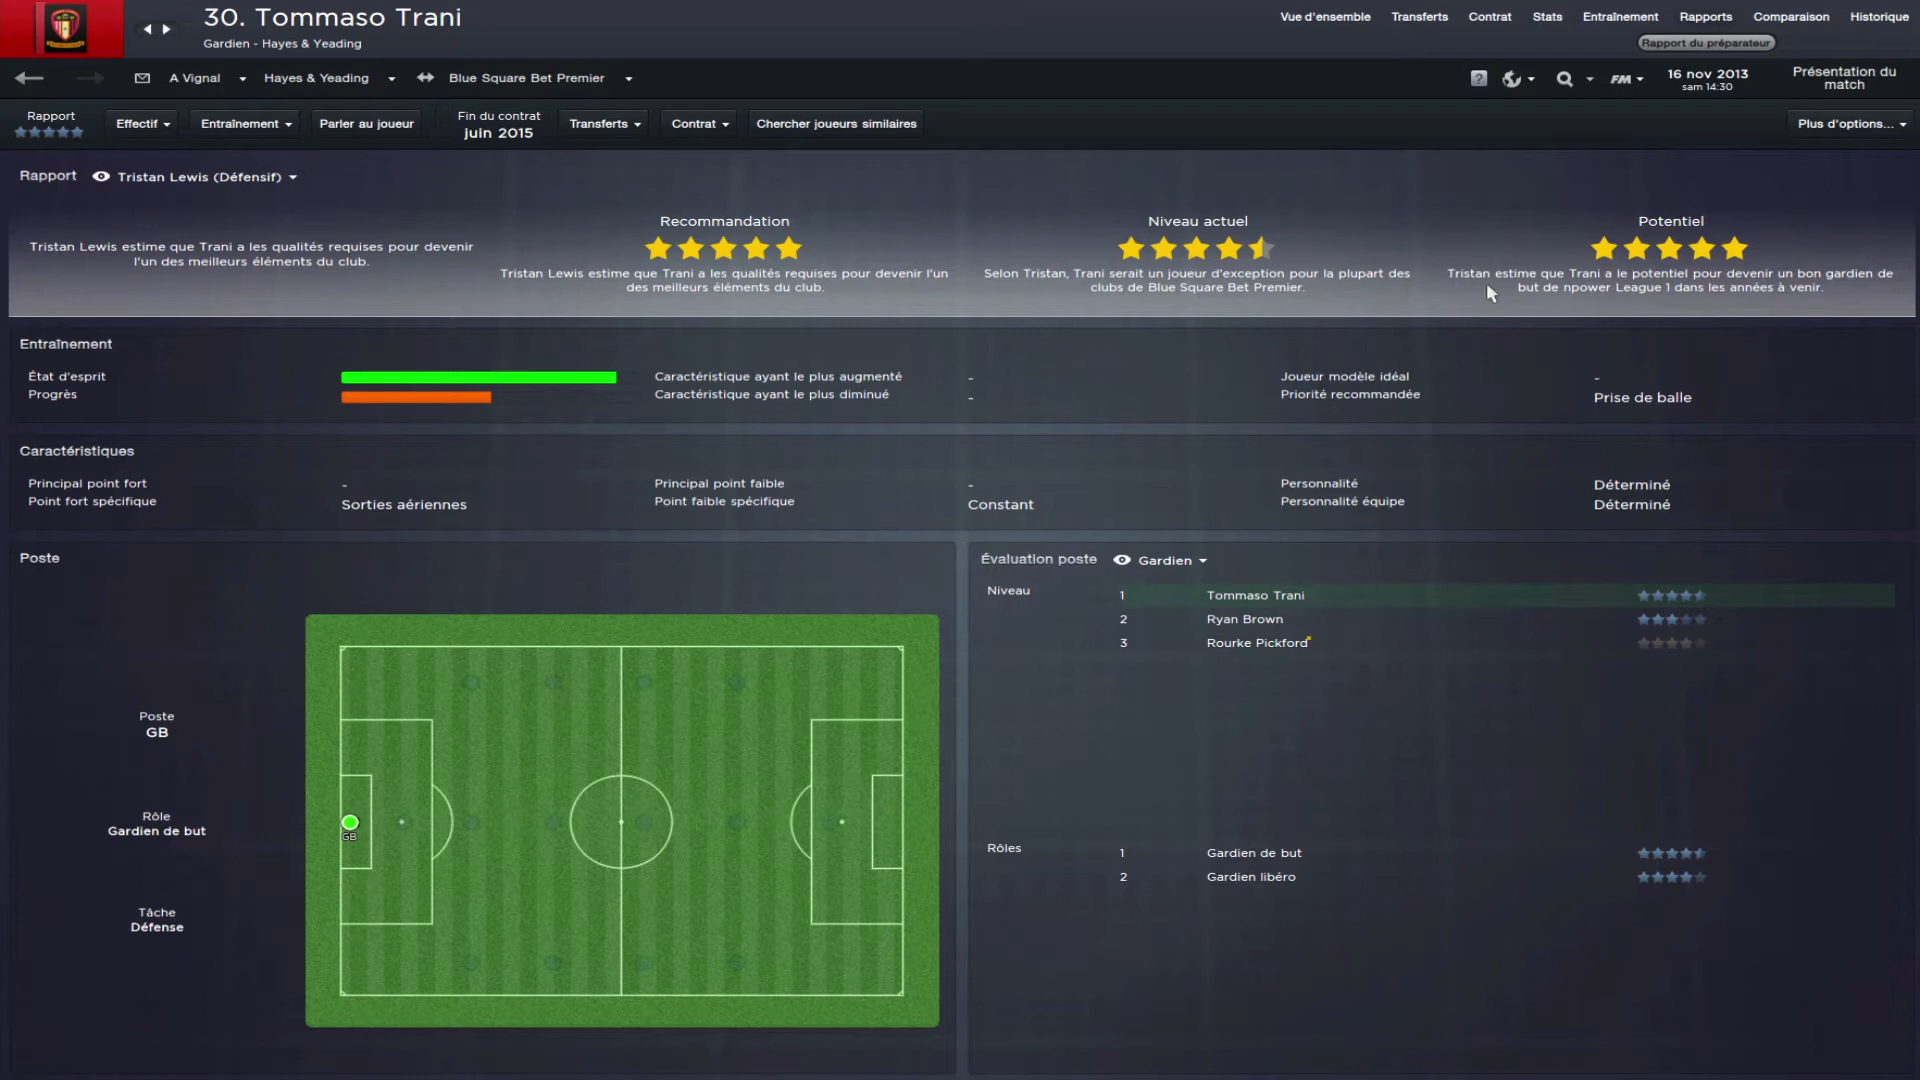 30. Tommaso Trani
Gardien - Hayes & Yeading
Vue d'ensemble Transferts Contrat Stats Entraînement Rapports Comparaison Historique
Rapport du préparateur
A Vignal Hayes & Yeading Blue Square Bet Premier
? FM 16 nov 2013
sam 14:30
Présentation du
match
Rapport
Effectif Entraînement Parler au joueur
Fin du contrat
juin 2015
Transferts Contrat Chercher joueurs similaires Plus d'options...
Rapport Tristan Lewis (Défensif)
Tristan Lewis estime que Trani a les qualités requises pour devenir
l'un des meilleurs éléments du club.
Recommandation
Tristan Lewis estime que Trani a les qualités requises pour devenir l'un
des meilleurs éléments du club.
Niveau actuel
Selon Tristan, Trani serait un joueur d'exception pour la plupart des
clubs de Blue Square Bet Premier.
Potentiel
Tristan estime que Trani a le potentiel pour devenir un bon gardien de
but de npower League 1 dans les années à venir.
Entraînement
État d'esprit Caractéristique ayant le plus augmenté - Joueur modèle idéal -
Progrès Caractéristique ayant le plus diminué - Priorité recommandée Prise de balle
Caractéristiques
Principal point fort - Principal point faible - Personnalité Déterminé
Point fort spécifique Sorties aériennes Point faible spécifique Constant Personnalité équipe Déterminé
Poste
Poste
GB
Rôle
Gardien de but
Tâche
Défense
GB
Évaluation poste Gardien
Niveau
1 Tommaso Trani
2 Ryan Brown
3 Rourke Pickford
Rôles
1 Gardien de but
2 Gardien libéro